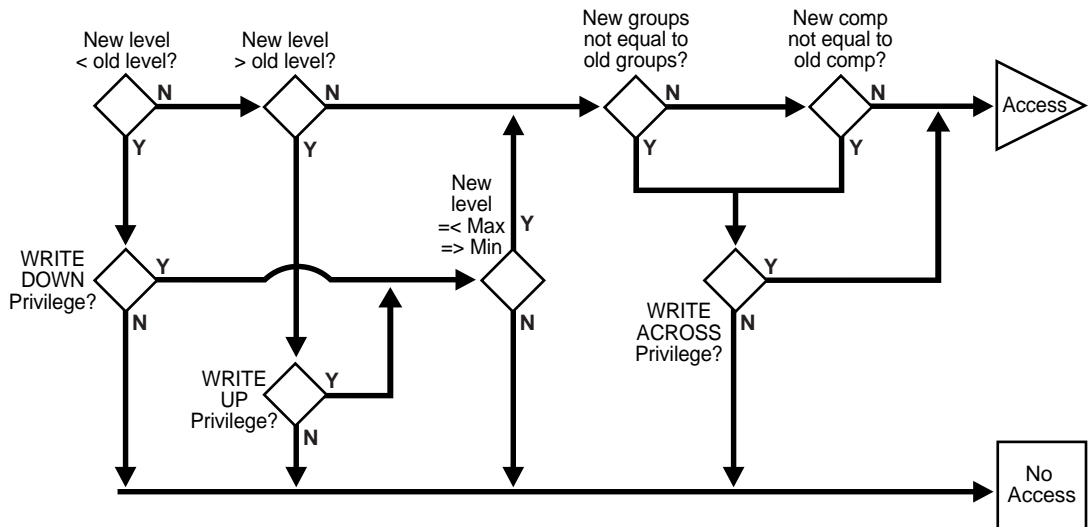 New level
< old level?
New level
> old level?
New groups
not equal to
old groups?
New comp
not equal to
old comp?
N
N
N
N
Access
Y
Y
Y
Y
New
level
=< Max
=> Min
Y
WRITE
DOWN
Privilege?
Y
N
N
WRITE
ACROSS
Privilege?
Y
N
WRITE
UP
Privilege?
Y
N
No
Access